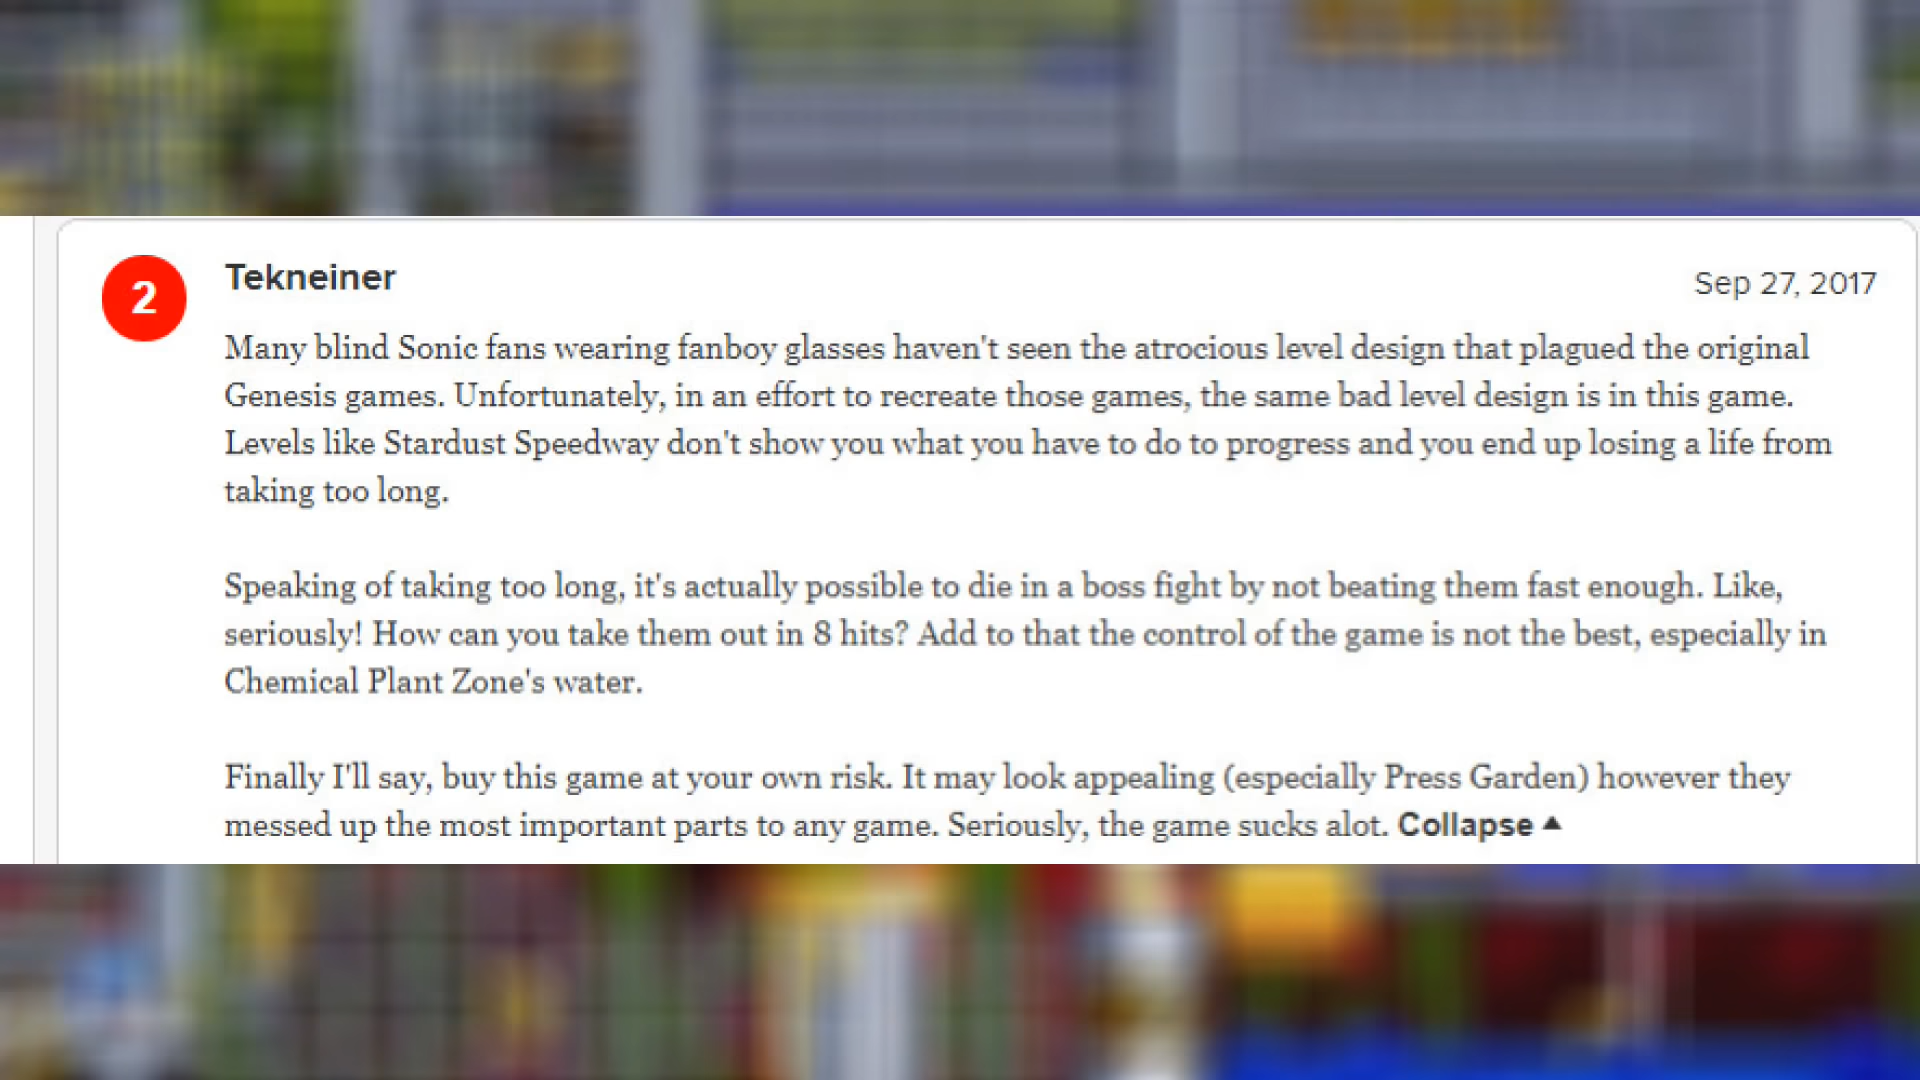 2
Tekneiner
Sep 27, 2017
Many blind Sonic fans wearing fanboy glasses haven't seen the atrocious level design that plagued the original
Genesis games. Unfortunately, in an effort to recreate those games, the same bad level design is in this game.
Levels like Stardust Speedway don't show you what you have to do to progress and you end up losing a life from
taking too long.
Speaking of taking too long, it's actually possible to die in a boss fight by not beating them fast enough. Like,
seriously! How can you take them out in 8 hits? Add to that the control of the game is not the best, especially in
Chemical Plant Zone's water.
Finally I'll say, buy this game at your own risk. It may look appealing (especially Press Garden) however they
messed up the most important parts to any game. Seriously, the game sucks alot. Collapse ▲